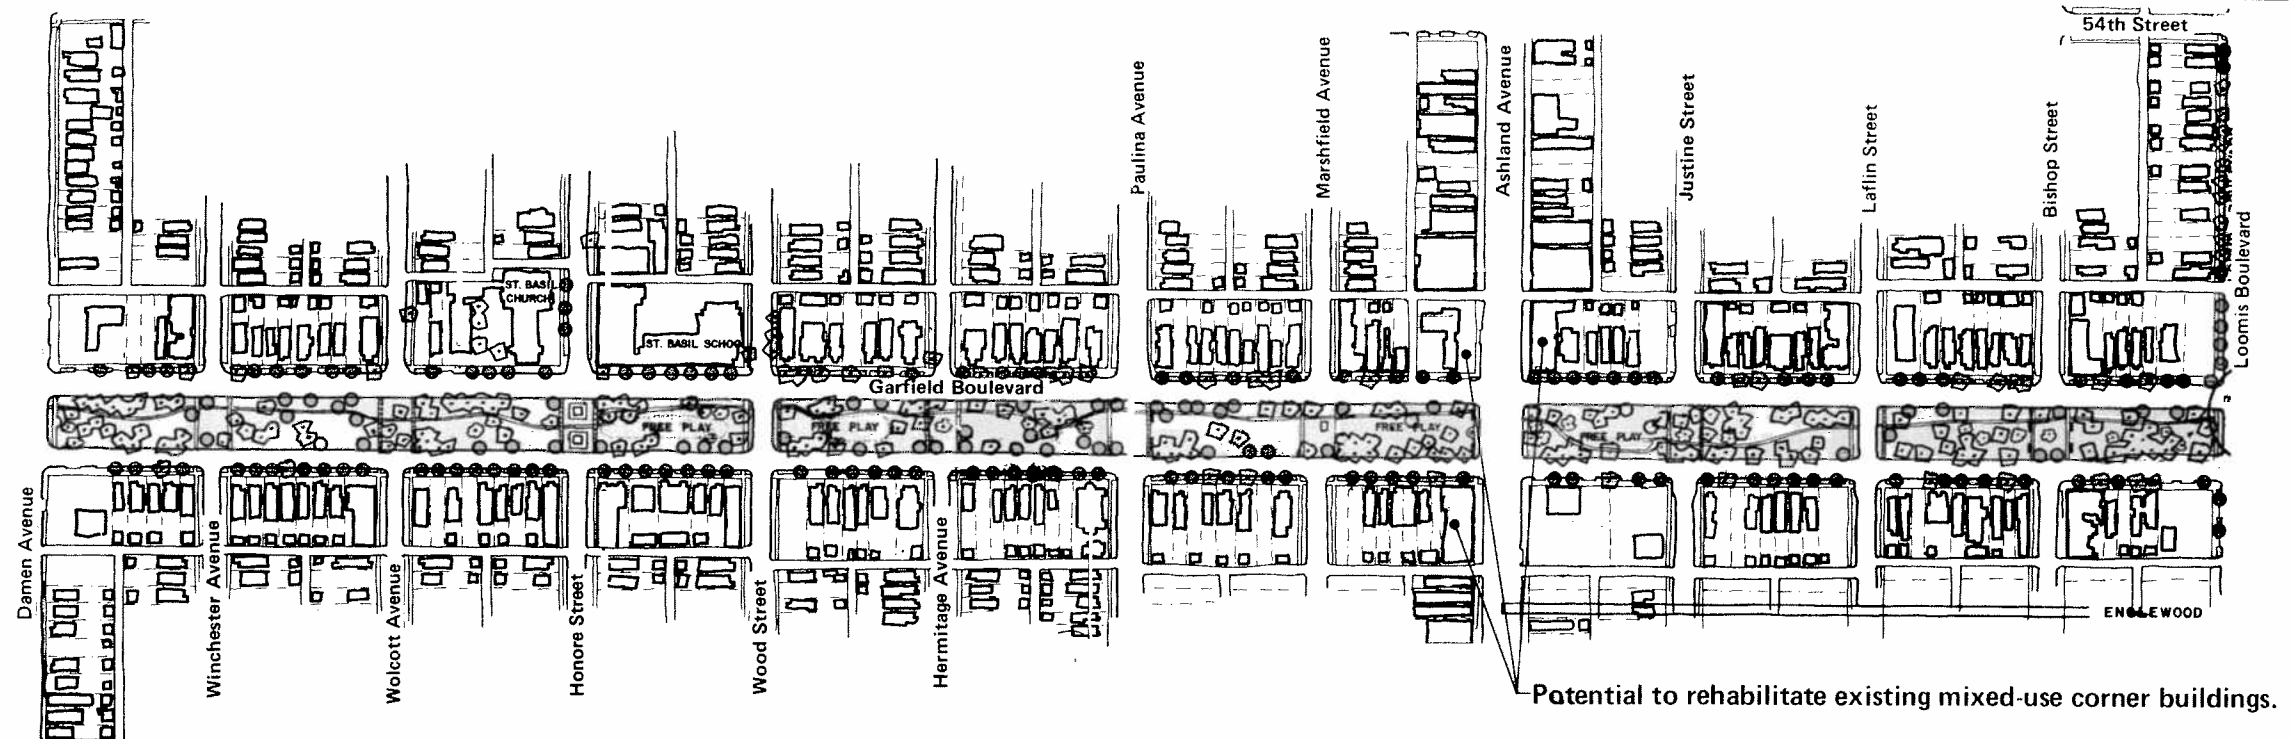 54th Street
Paulina Avenue
Marshfield Avenue
Ashland Avenue
Justine Street
Laflin Street
Bishop Street
Loomis Boulevard
ST. BASIL
CHURCH
ST. BASIL SCHOO
Garfield Boulevard
FREE PLAY
FREE PLAY
FREE PLAY
FREE PLAY
Damen Avenue
Winchester Avenue
Wolcott Avenue
Honore Street
Wood Street
Hermitage Avenue
ENGLEWOOD
Potential to rehabilitate existing mixed-use corner buildings.